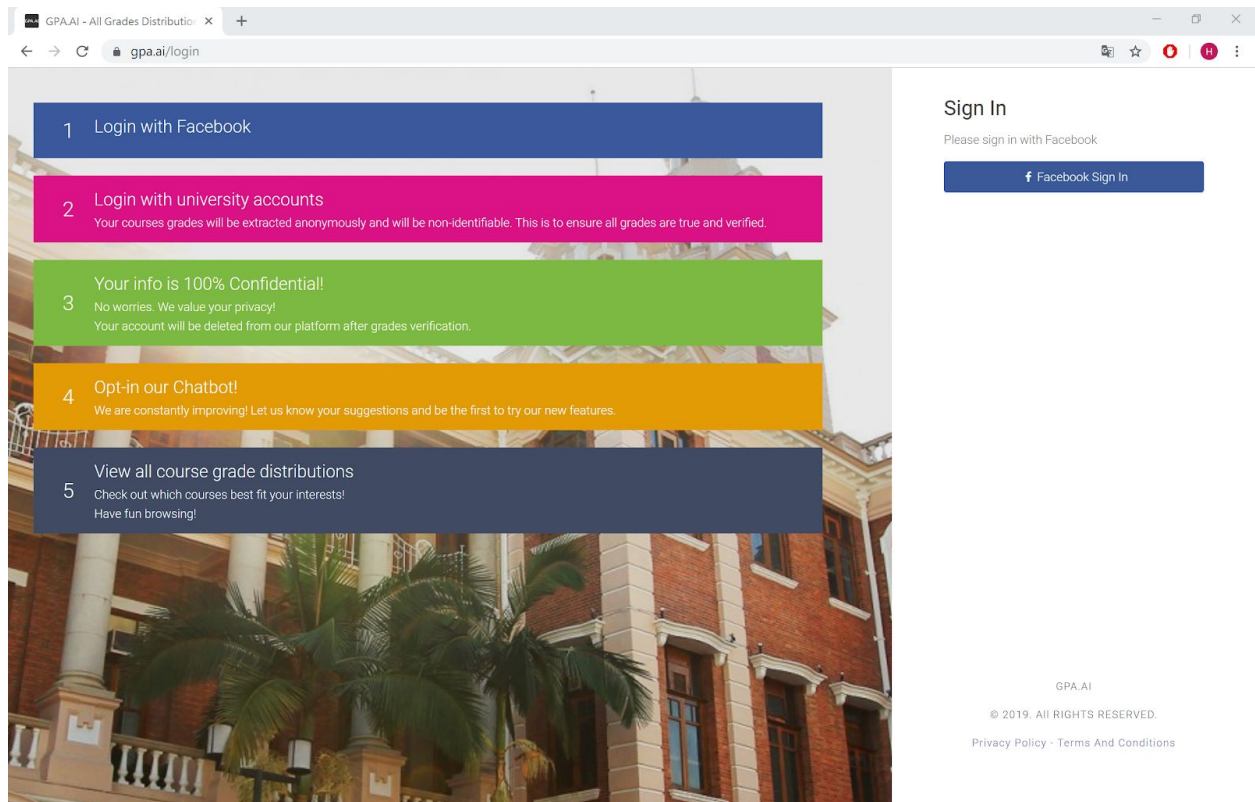 GPA.AI - All Grades Distributio
gpa.ai/login
H
1
Login with Facebook
2
Login with university accounts
Your courses grades will be extracted anonymously and will be non-identifiable. This is to ensure all grades are true and verified.
3
Your info is 100% Confidential!
No worries. We value your privacy!
Your account will be deleted from our platform after grades verification.
4
Opt-in our Chatbot!
We are constantly improving! Let us know your suggestions and be the first to try our new features.
5
View all course grade distributions
Check out which courses best fit your interests!
Have fun browsing!
Sign In
Please sign in with Facebook
f Facebook Sign In
GPA.AI
© 2019. All RIGHTS RESERVED.
Privacy Policy - Terms And Conditions